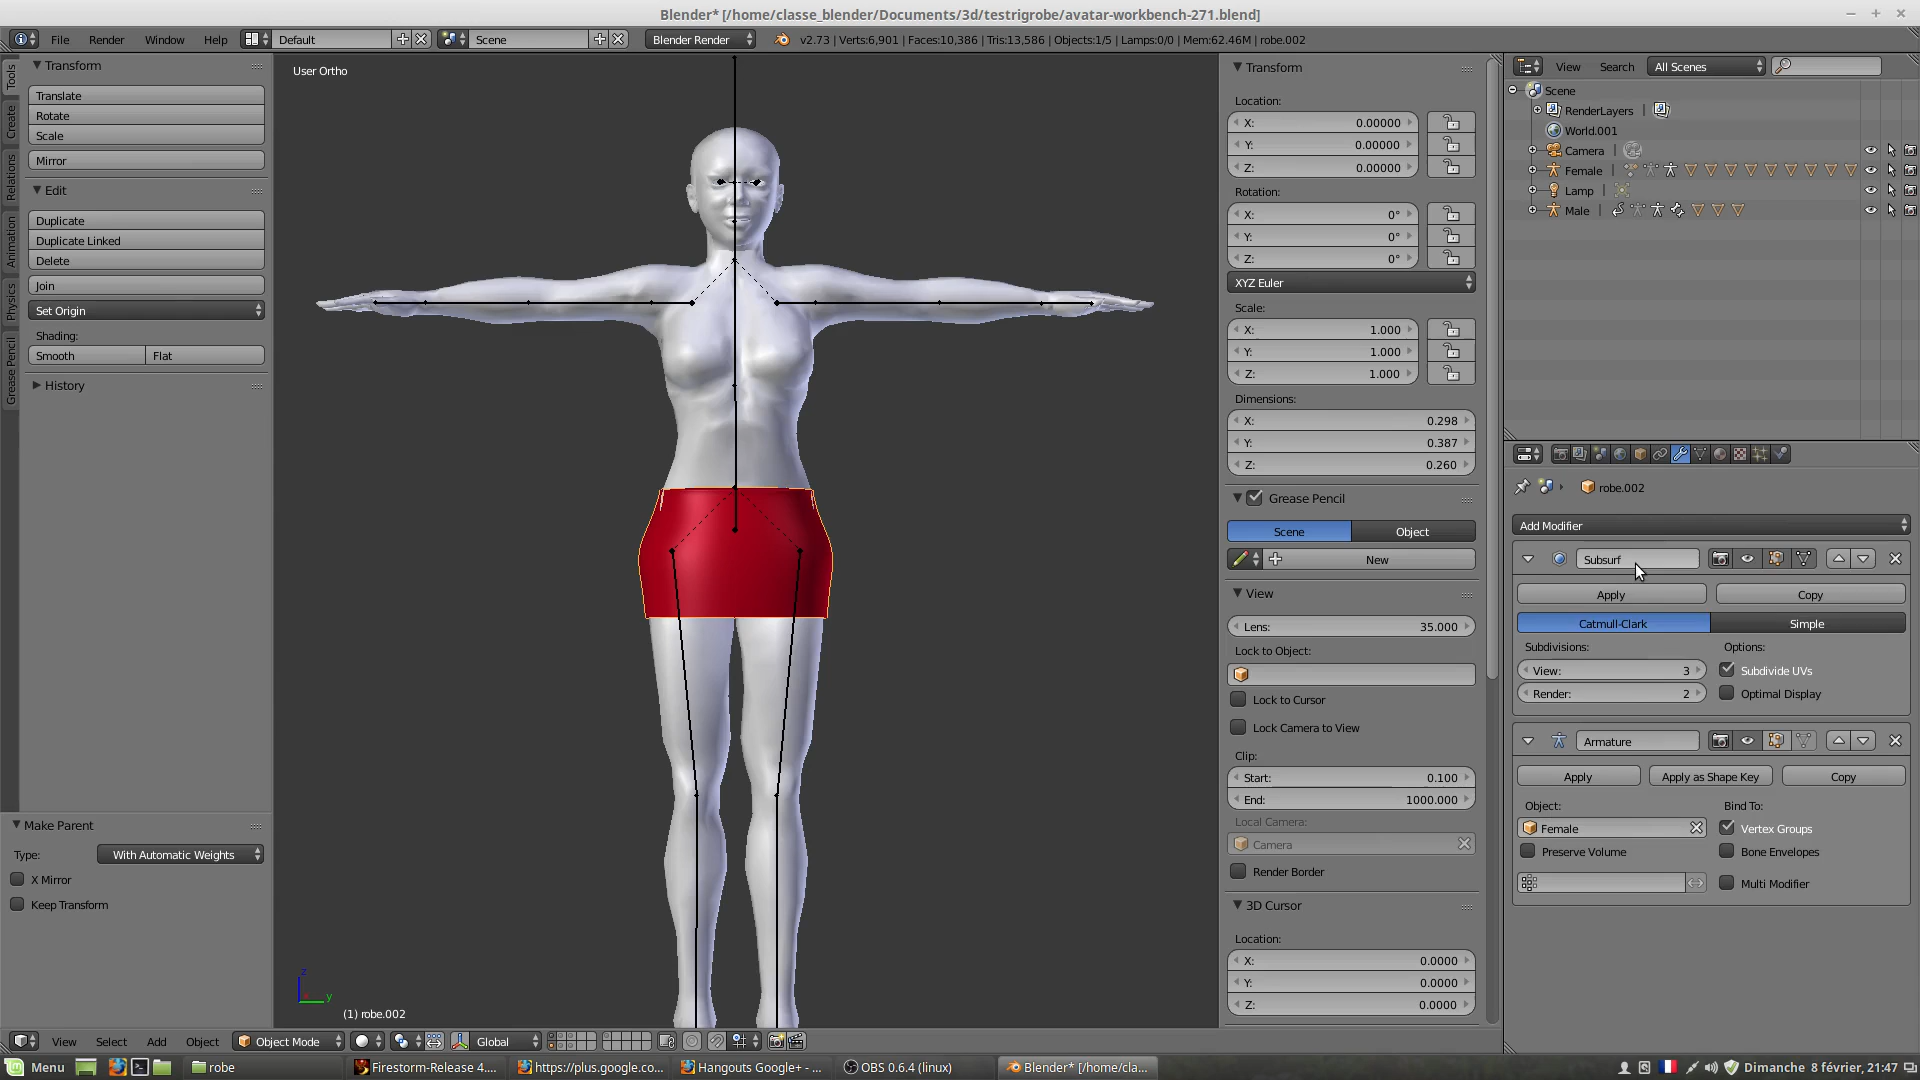 Blender* [/home/classe_blender/Documents/3d/testrigrobe/avatar-workbench-271.blend]
File Render Window Help Default Scene Blender Render v2.73 | Verts:6,901 | Faces:10,386 | Tris:13,586 | Objects:1/5 | Lamps:0/0 | Mem:62.46M | robe.002
Tools
Create
Relations
Animation
Physics
Grease Pencil
Transform
Translate
Rotate
Scale
Mirror
Edit
Duplicate
Duplicate Linked
Delete
Join
Set Origin
Shading:
Smooth Flat
History
Make Parent
Type: With Automatic Weights
X Mirror
Keep Transform
User Ortho
z
y
(1) robe.002
View Select Add Object Object Mode Global
Transform
Location:
X: 0.00000
Y: 0.00000
Z: 0.00000
Rotation:
X: 0°
Y: 0°
Z: 0°
XYZ Euler
Scale:
X: 1.000
Y: 1.000
Z: 1.000
Dimensions:
X: 0.298
Y: 0.387
Z: 0.260
Grease Pencil
Scene Object
New
View
Lens: 35.000
Lock to Object:
Lock to Cursor
Lock Camera to View
Clip:
Start: 0.100
End: 1000.000
Local Camera:
Camera
Render Border
3D Cursor
Location:
X: 0.0000
Y: 0.0000
Z: 0.0000
View Search All Scenes
Scene
RenderLayers |
World.001
Camera |
Female |
Lamp |
Male |
robe.002
Add Modifier
Subsurf
Apply Copy
Catmull-Clark Simple
Subdivisions: Options:
View: 3 Subdivide UVs
Render: 2 Optimal Display
Armature
Apply Apply as Shape Key Copy
Object: Bind To:
Female Vertex Groups
Preserve Volume Bone Envelopes
Multi Modifier
Menu robe Firestorm-Release 4.... https://plus.google.co... Hangouts Google+ - ... OBS 0.6.4 (linux) Blender* [/home/cla... Dimanche 8 février, 21:47